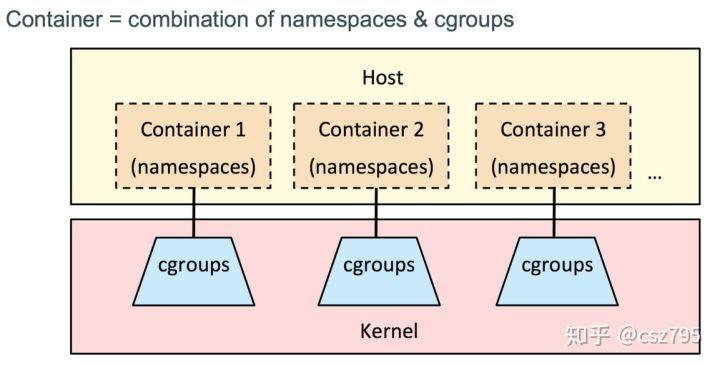 Container = combination of namespaces & cgroups
Host
Container 1
(namespaces)
Container 2
(namespaces)
Container 3
(namespaces)
...
cgroups
cgroups
cgroups
Kernel
知乎 @csz795